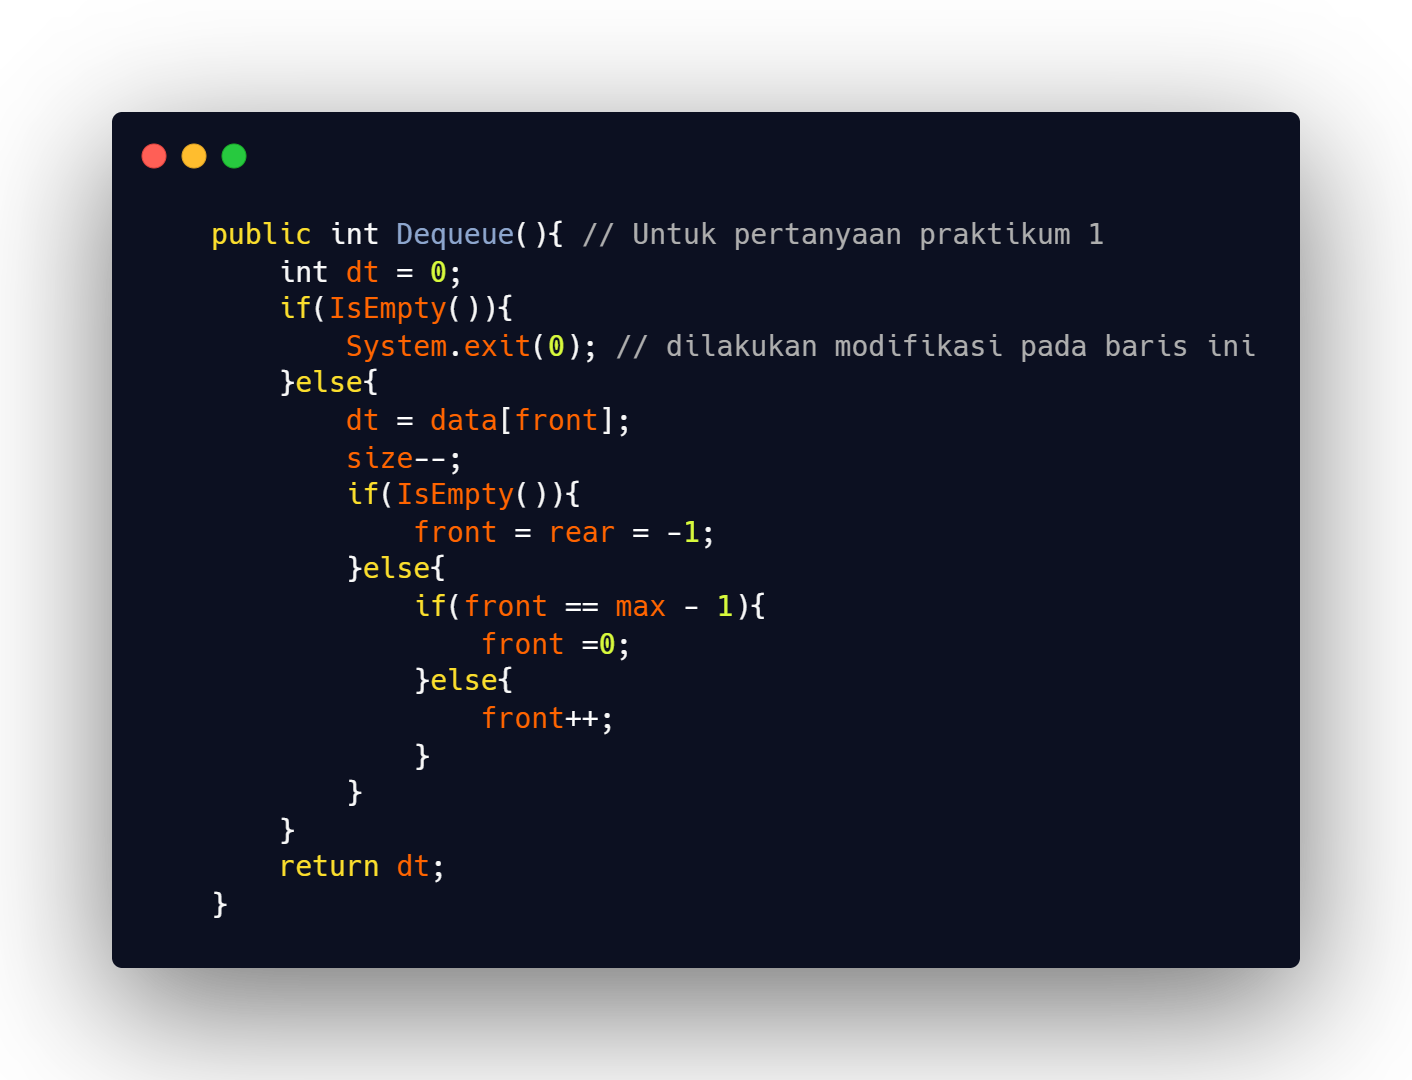 public int Dequeue(){ // Untuk pertanyaan praktikum 1
    int dt = 0;
    if(IsEmpty()){
        System.exit(0); // dilakukan modifikasi pada baris ini
    }else{
        dt = data[front];
        size--;
        if(IsEmpty()){
            front = rear = -1;
        }else{
            if(front == max - 1){
                front =0;
            }else{
                front++;
            }
        }
    }
    return dt;
}